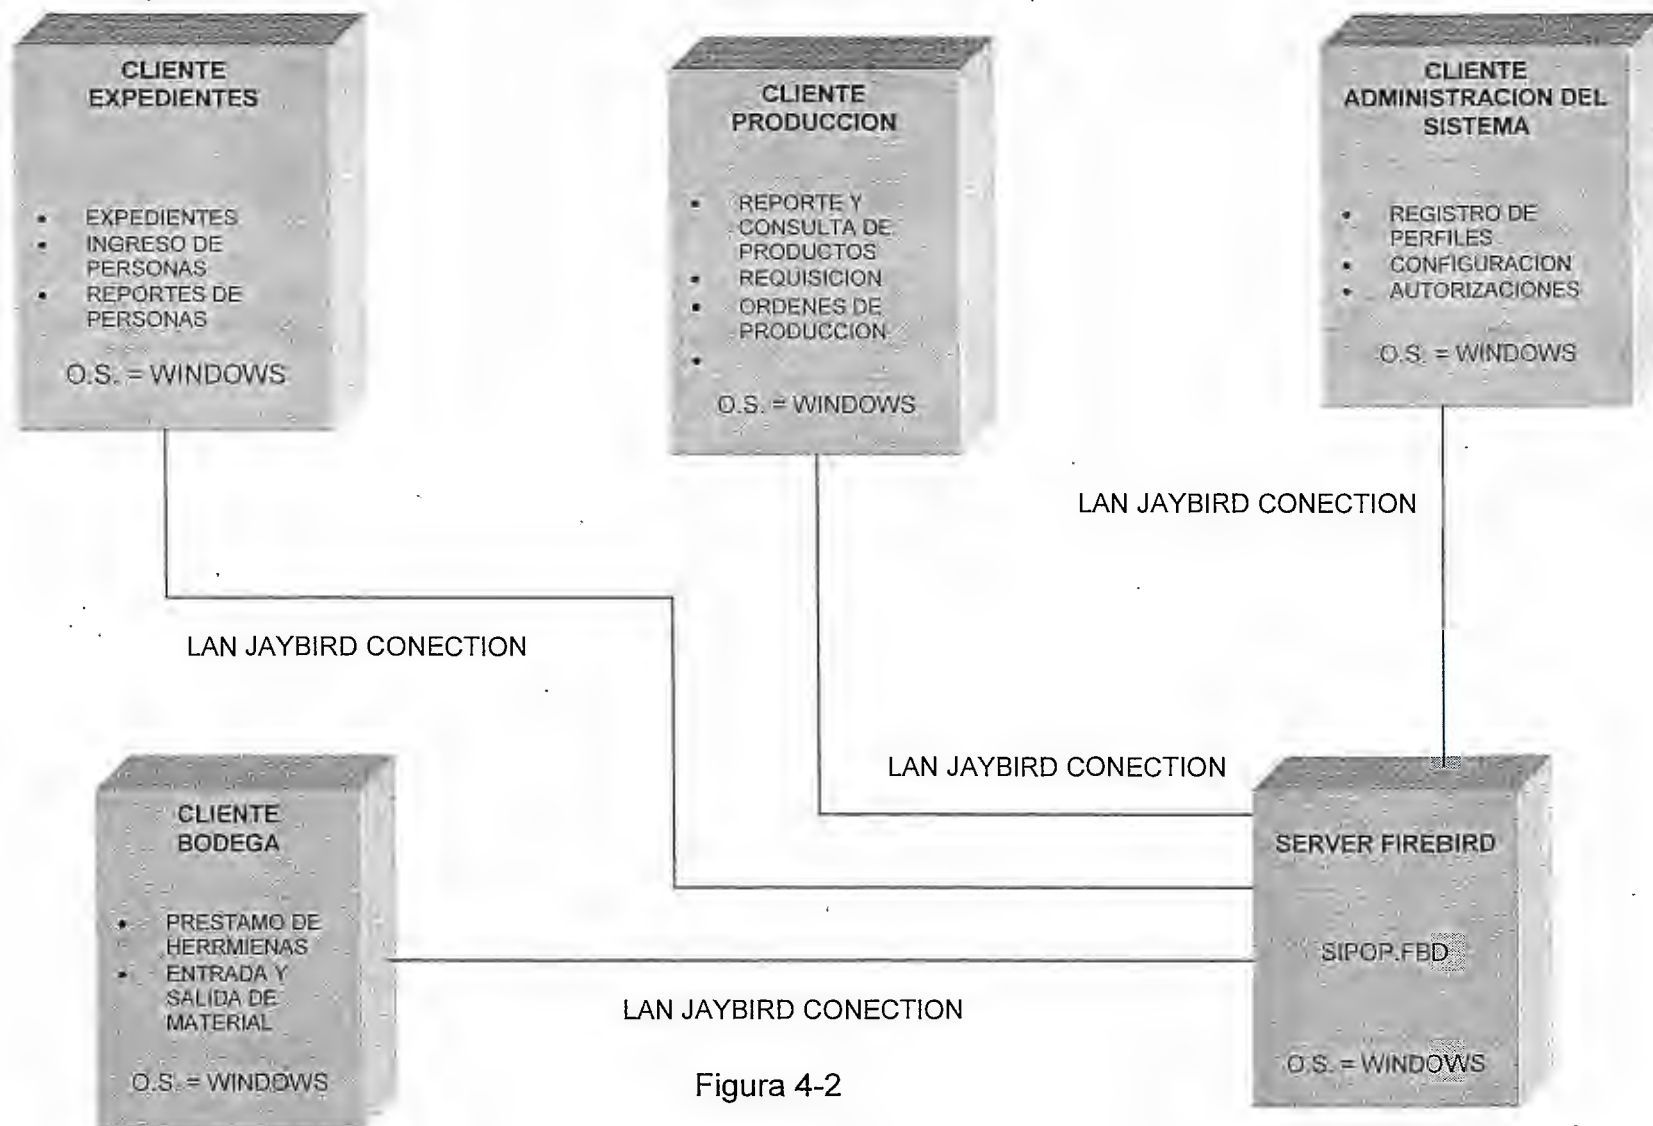 CLIENTE
EXPEDIENTES
• EXPEDIENTES
• INGRESO DE
PERSONAS
• REPORTES DE
PERSONAS
O.S. = WINDOWS
CLIENTE
PRODUCCION
• REPORTE Y
CONSULTA DE
PRODUCTOS
• REQUISICION
• ORDENES DE
PRODUCCION
•
O.S. = WINDOWS
CLIENTE
ADMINISTRACION DEL
SISTEMA
• REGISTRO DE
PERFILES
• CONFIGURACION
• AUTORIZACIONES
O.S. = WINDOWS
LAN JAYBIRD CONECTION
LAN JAYBIRD CONECTION
LAN JAYBIRD CONECTION
CLIENTE
BODEGA
• PRESTAMO DE
HERRMIENAS
• ENTRADA Y
SALIDA DE
MATERIAL
O.S. = WINDOWS
SERVER FIREBIRD
SIPOP.FBD
O.S. = WINDOWS
LAN JAYBIRD CONECTION
Figura 4-2